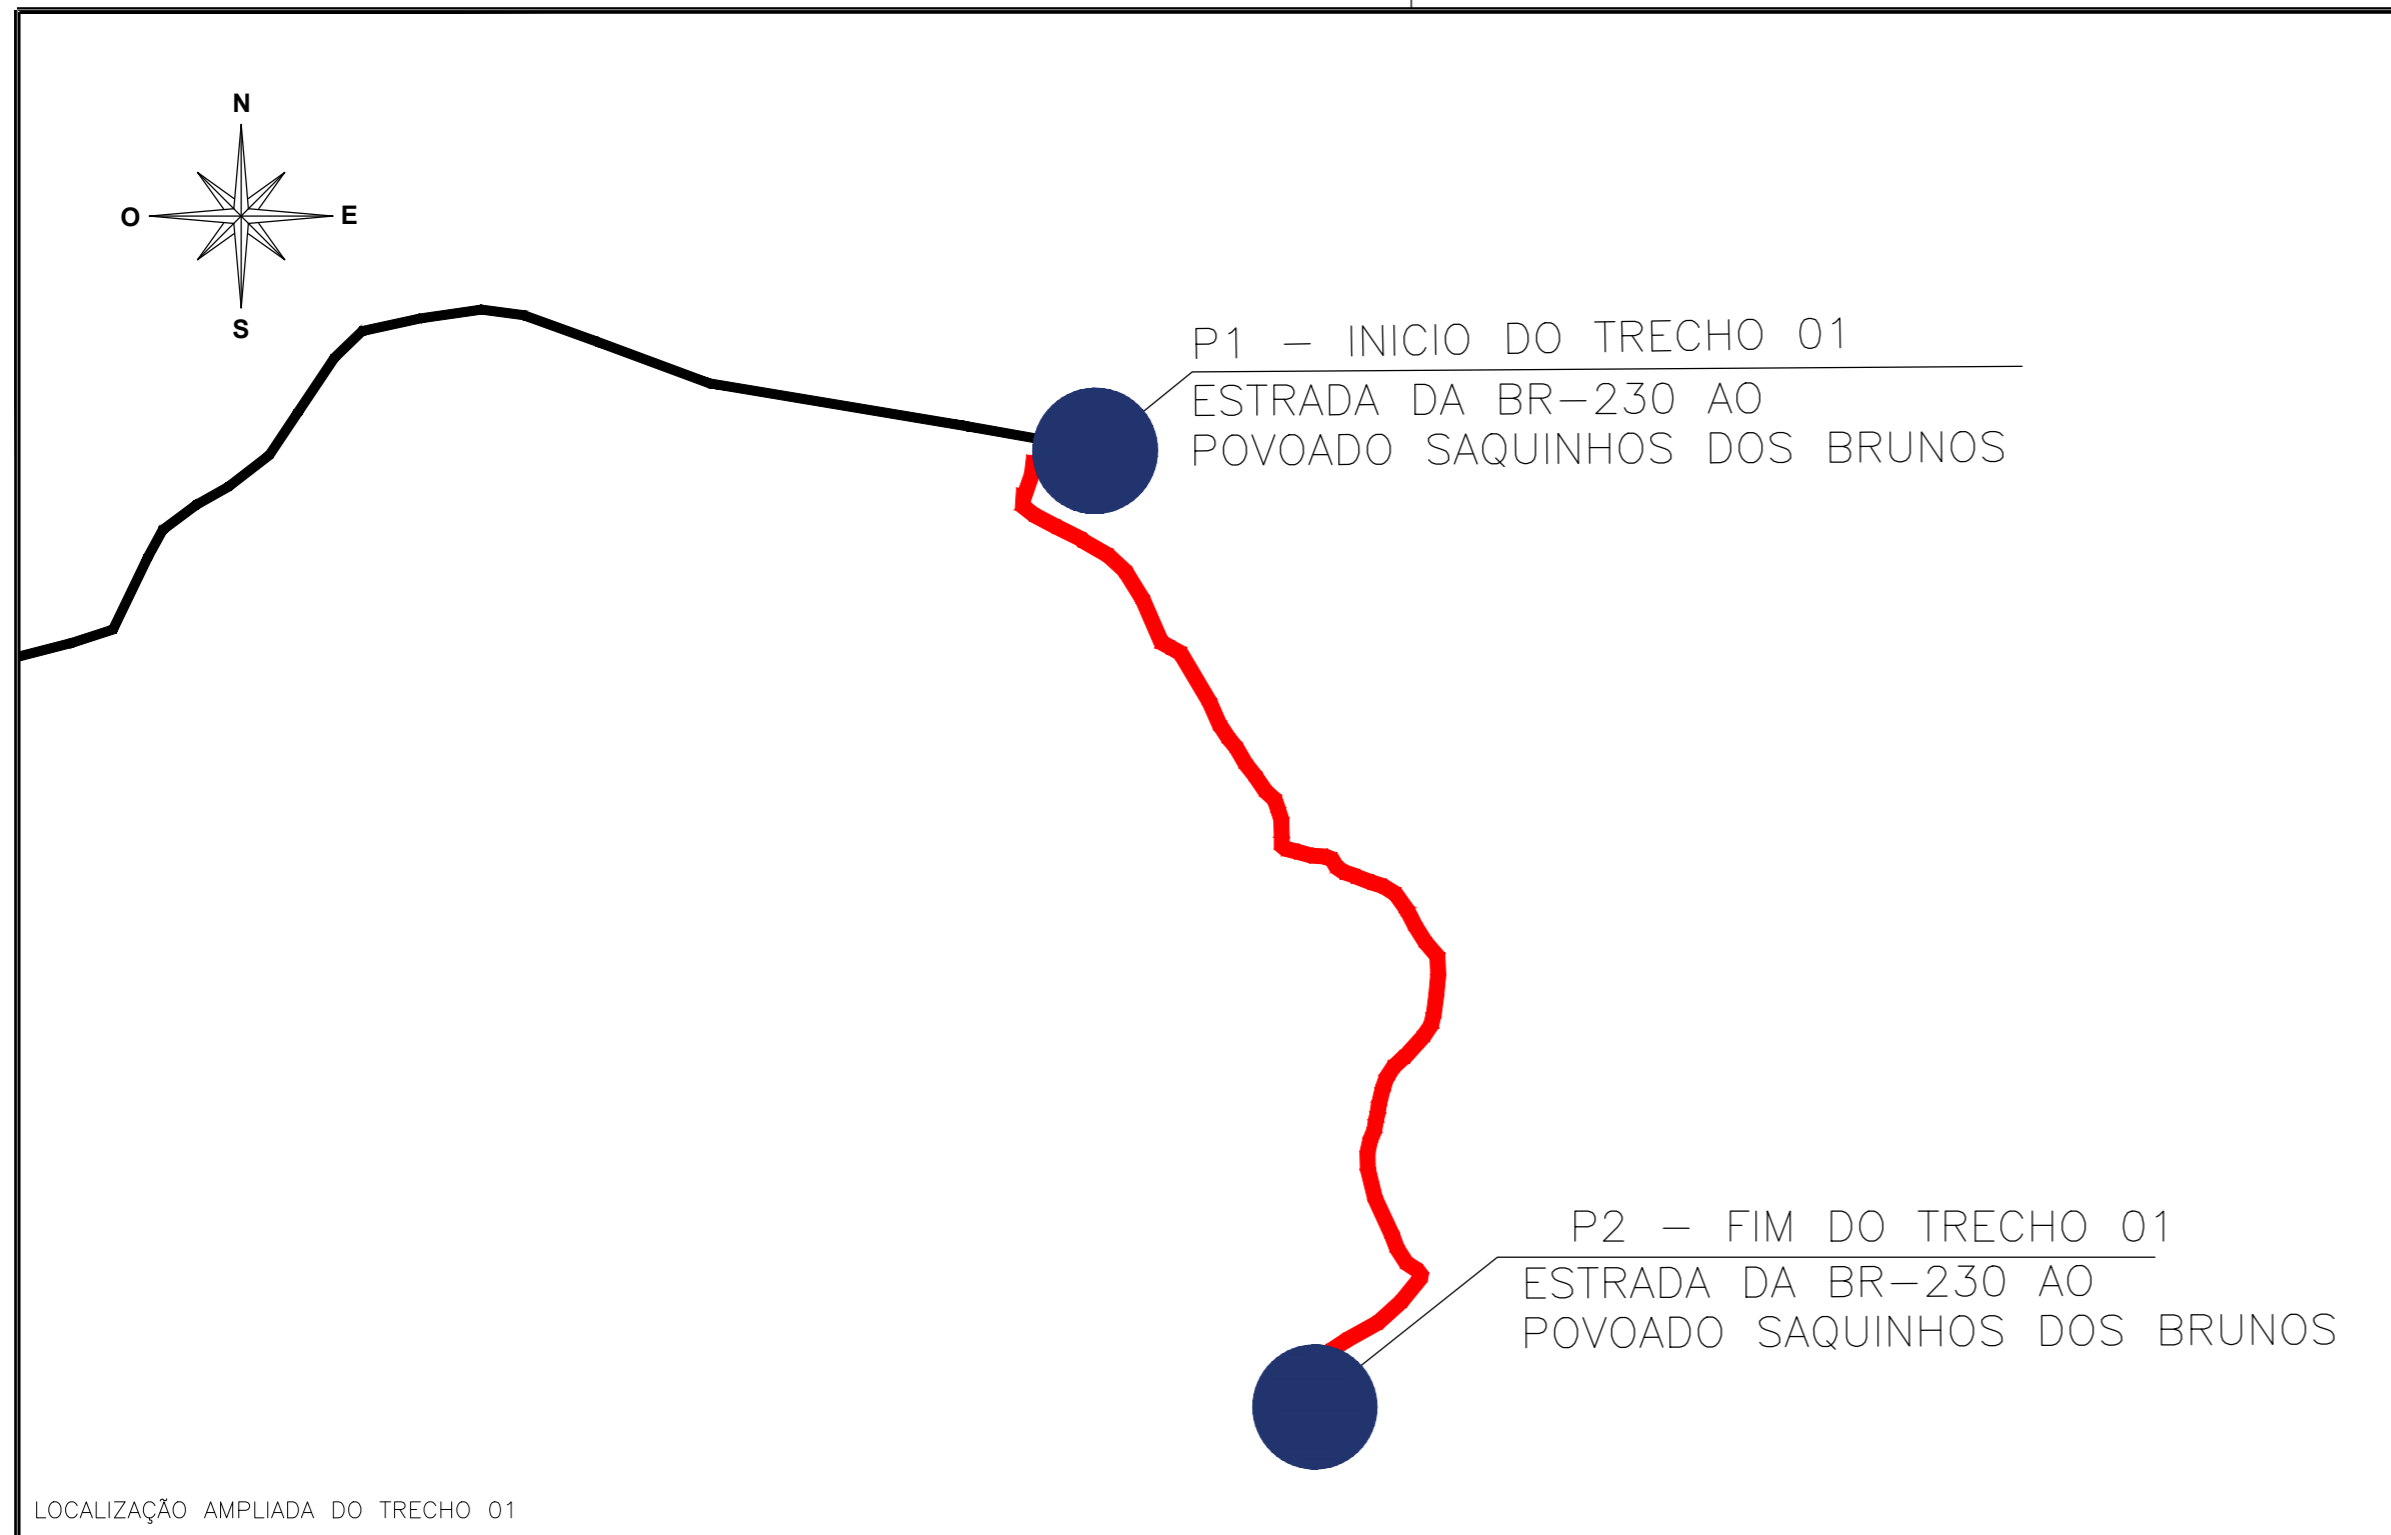 N
O
E
S
P1 - INICIO DO TRECHO 01
ESTRADA DA BR-230 AO
POVOADO SAQUINHOS DOS BRUNOS
P2 - FIM DO TRECHO 01
ESTRADA DA BR-230 AO
POVOADO SAQUINHOS DOS BRUNOS
LOCALIZAÇÃO AMPLIADA DO TRECHO 01